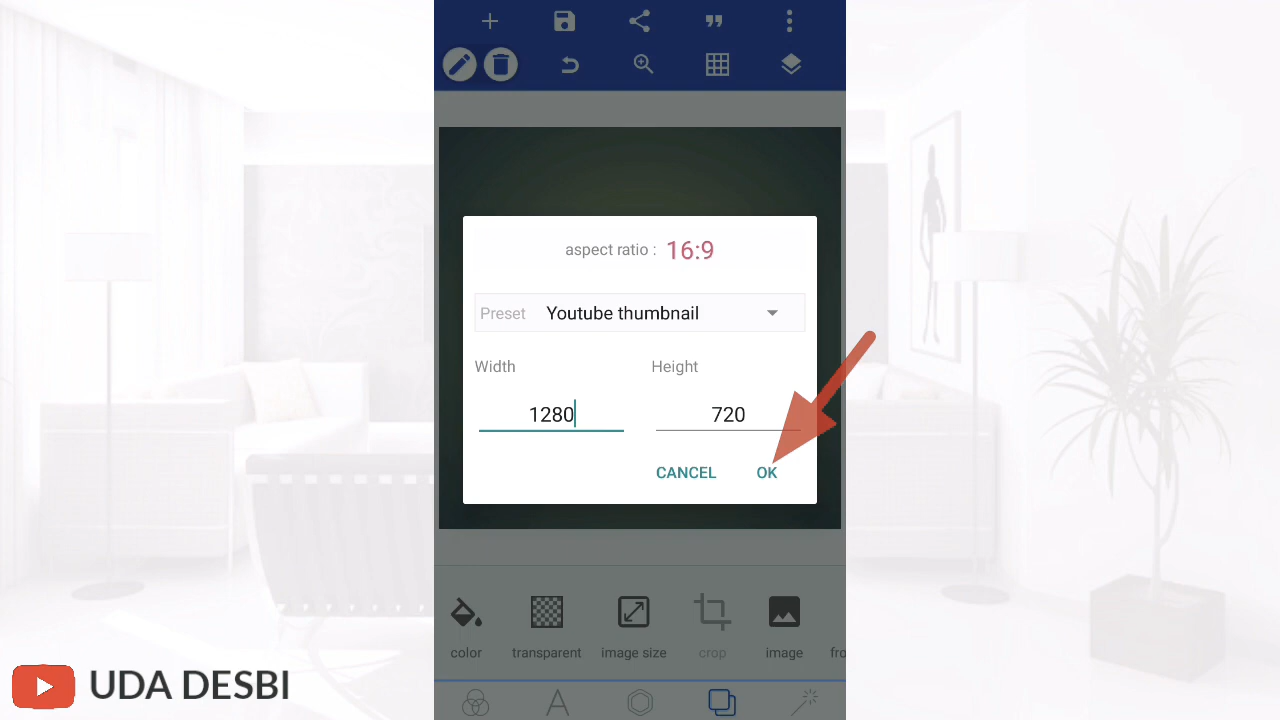 aspect ratio : 16:9
Preset Youtube thumbnail
Width Height
1280 720
CANCEL OK
color transparent image size crop image fro
A
UDA DESBI